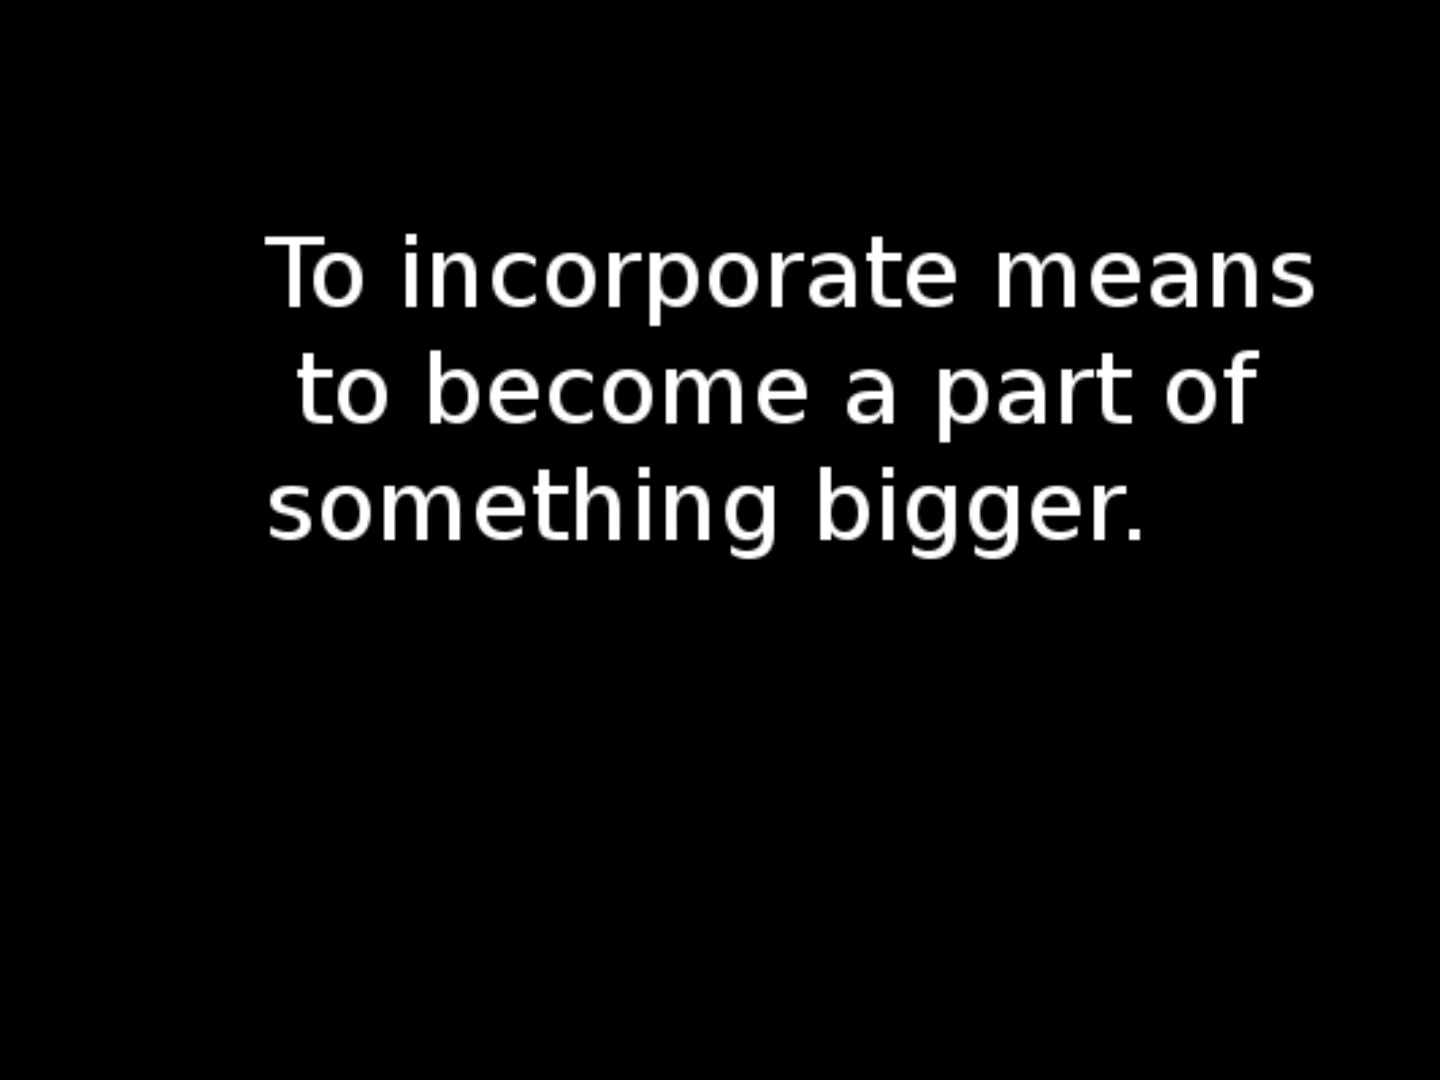 To incorporate means
to become a part of
something bigger.